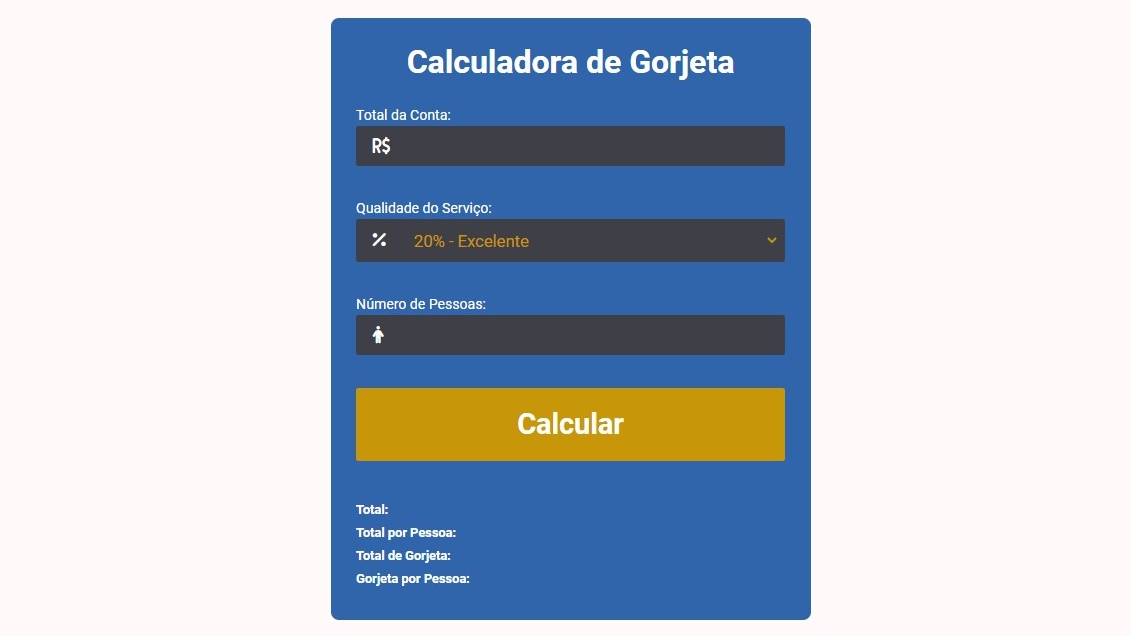 Calculadora de Gorjeta
Total da Conta:
R$
Qualidade do Serviço:
% 20% - Excelente
Número de Pessoas:
Calcular
Total:
Total por Pessoa:
Total de Gorjeta:
Gorjeta por Pessoa: